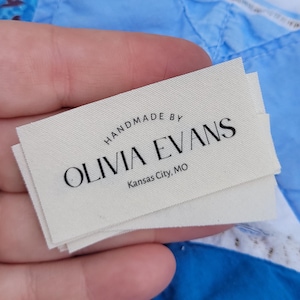 HANDMADE BY
OLIVIA EVANS
Kansas City, MO